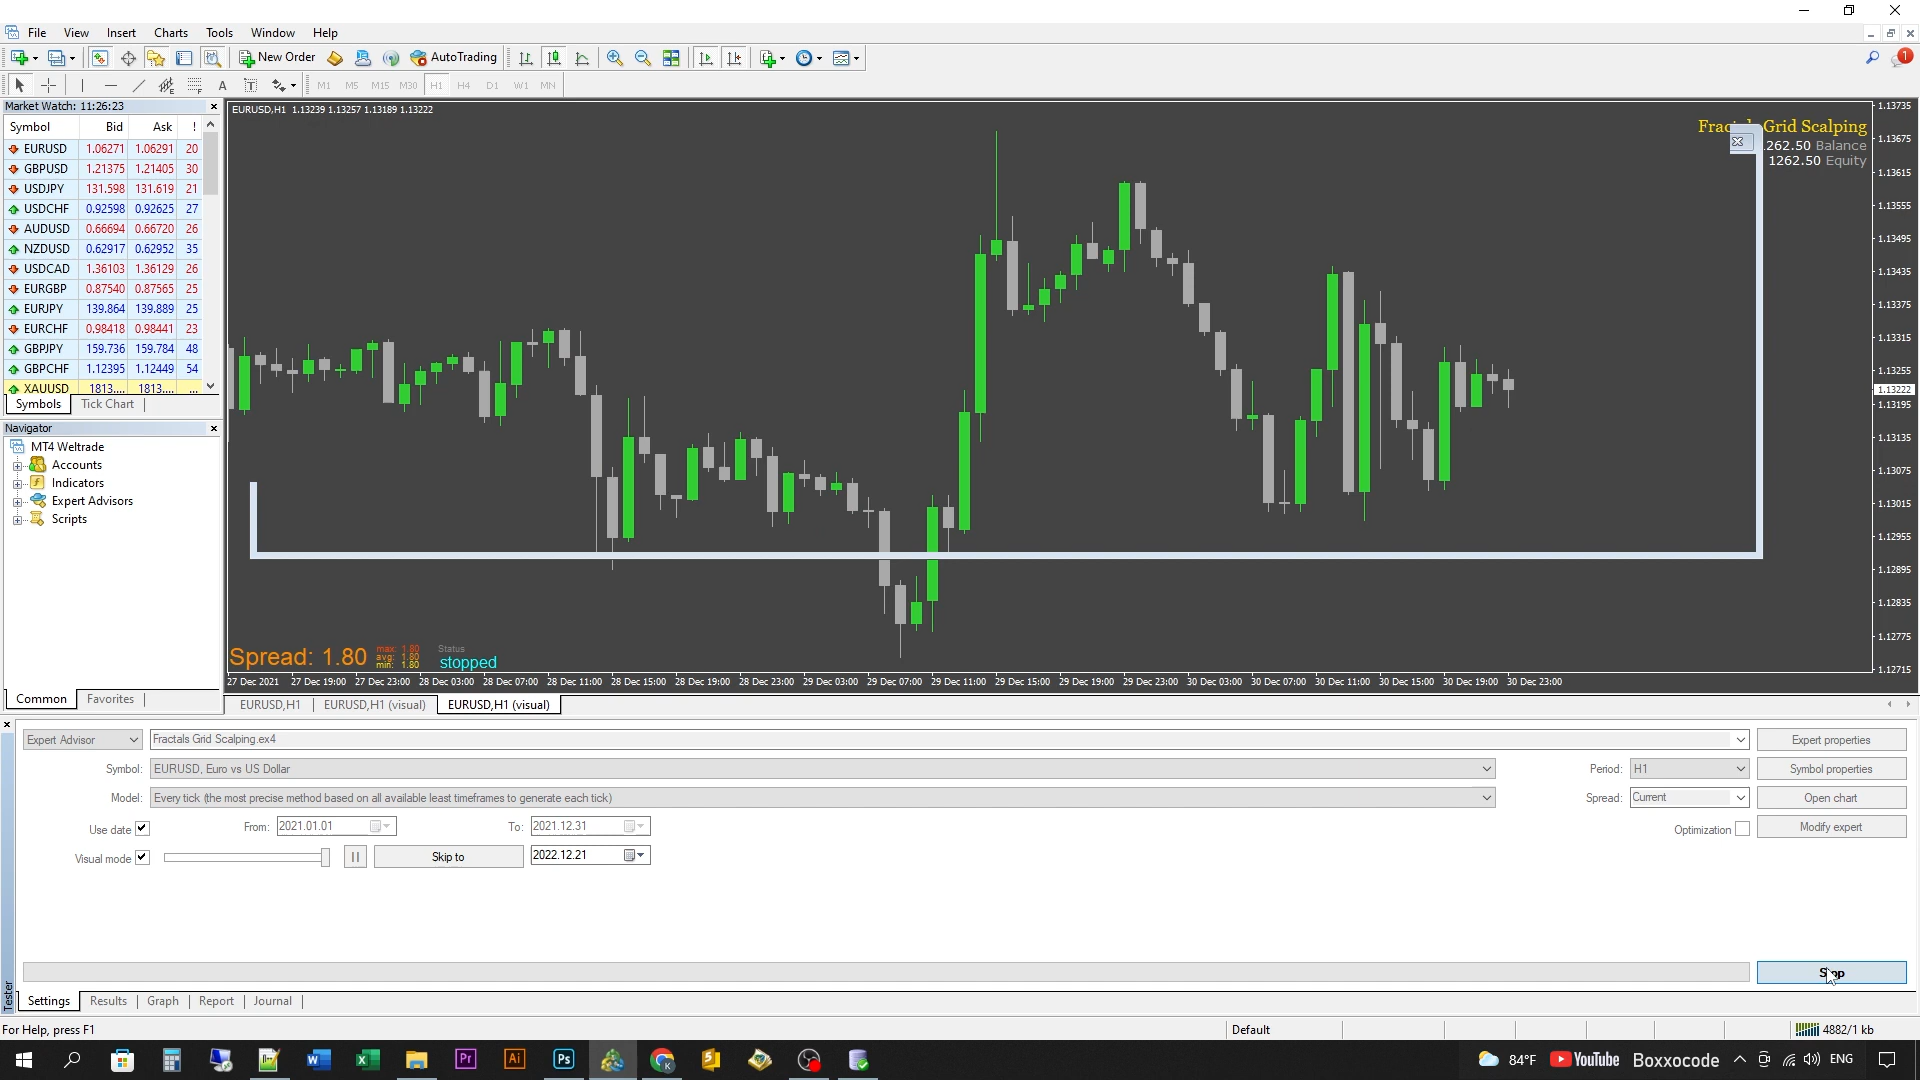 File View Insert Charts Tools Window Help
New Order AutoTrading
A T M1 M5 M15 M30 H1 H4 D1 W1 MN
Market Watch: 11:26:23
Symbol Bid Ask !
EURUSD 1.06271 1.06291 20
GBPUSD 1.21375 1.21405 30
USDJPY 131.598 131.619 21
USDCHF 0.92598 0.92625 27
AUDUSD 0.66694 0.66720 26
NZDUSD 0.62917 0.62952 35
USDCAD 1.36103 1.36129 26
EURGBP 0.87540 0.87565 25
EURJPY 139.864 139.889 25
EURCHF 0.98418 0.98441 23
GBPJPY 159.736 159.784 48
GBPCHF 1.12395 1.12449 54
XAUUSD 1813.... 1813.... ...
Symbols Tick Chart
Navigator
MT4 Weltrade
Accounts
Indicators
Expert Advisors
Scripts
Common Favorites
EURUSD,H1 1.13239 1.13257 1.13189 1.13222
Grid Scalping
262.50 Balance
1262.50 Equity
1.13735
1.13675
1.13615
1.13555
1.13495
1.13435
1.13375
1.13315
1.13255
1.13222
1.13195
1.13135
1.13075
1.13015
1.12955
1.12895
1.12835
1.12775
1.12715
Spread: 1.80
max: 1.80
avg: 1.80
min: 1.80
Status
stopped
27 Dec 2021 27 Dec 19:00 27 Dec 23:00 28 Dec 03:00 28 Dec 07:00 28 Dec 11:00 28 Dec 15:00 28 Dec 19:00 28 Dec 23:00 29 Dec 03:00 29 Dec 07:00 29 Dec 11:00 29 Dec 15:00 29 Dec 19:00 29 Dec 23:00 30 Dec 03:00 30 Dec 07:00 30 Dec 11:00 30 Dec 15:00 30 Dec 19:00 30 Dec 23:00
EURUSD,H1 EURUSD,H1 (visual) EURUSD,H1 (visual)
Expert Advisor Fractals Grid Scalping.ex4 Expert properties
Symbol: EURUSD, Euro vs US Dollar Period: H1 Symbol properties
Model: Every tick (the most precise method based on all available least timeframes to generate each tick) Spread: Current Open chart
Use date From: 2021.01.01 To: 2021.12.31 Optimization Modify expert
Visual mode Skip to 2022.12.21
Stop
Tester
Settings Results Graph Report Journal
For Help, press F1 Default 4882/1 kb
84°F YouTube Boxxocode ENG